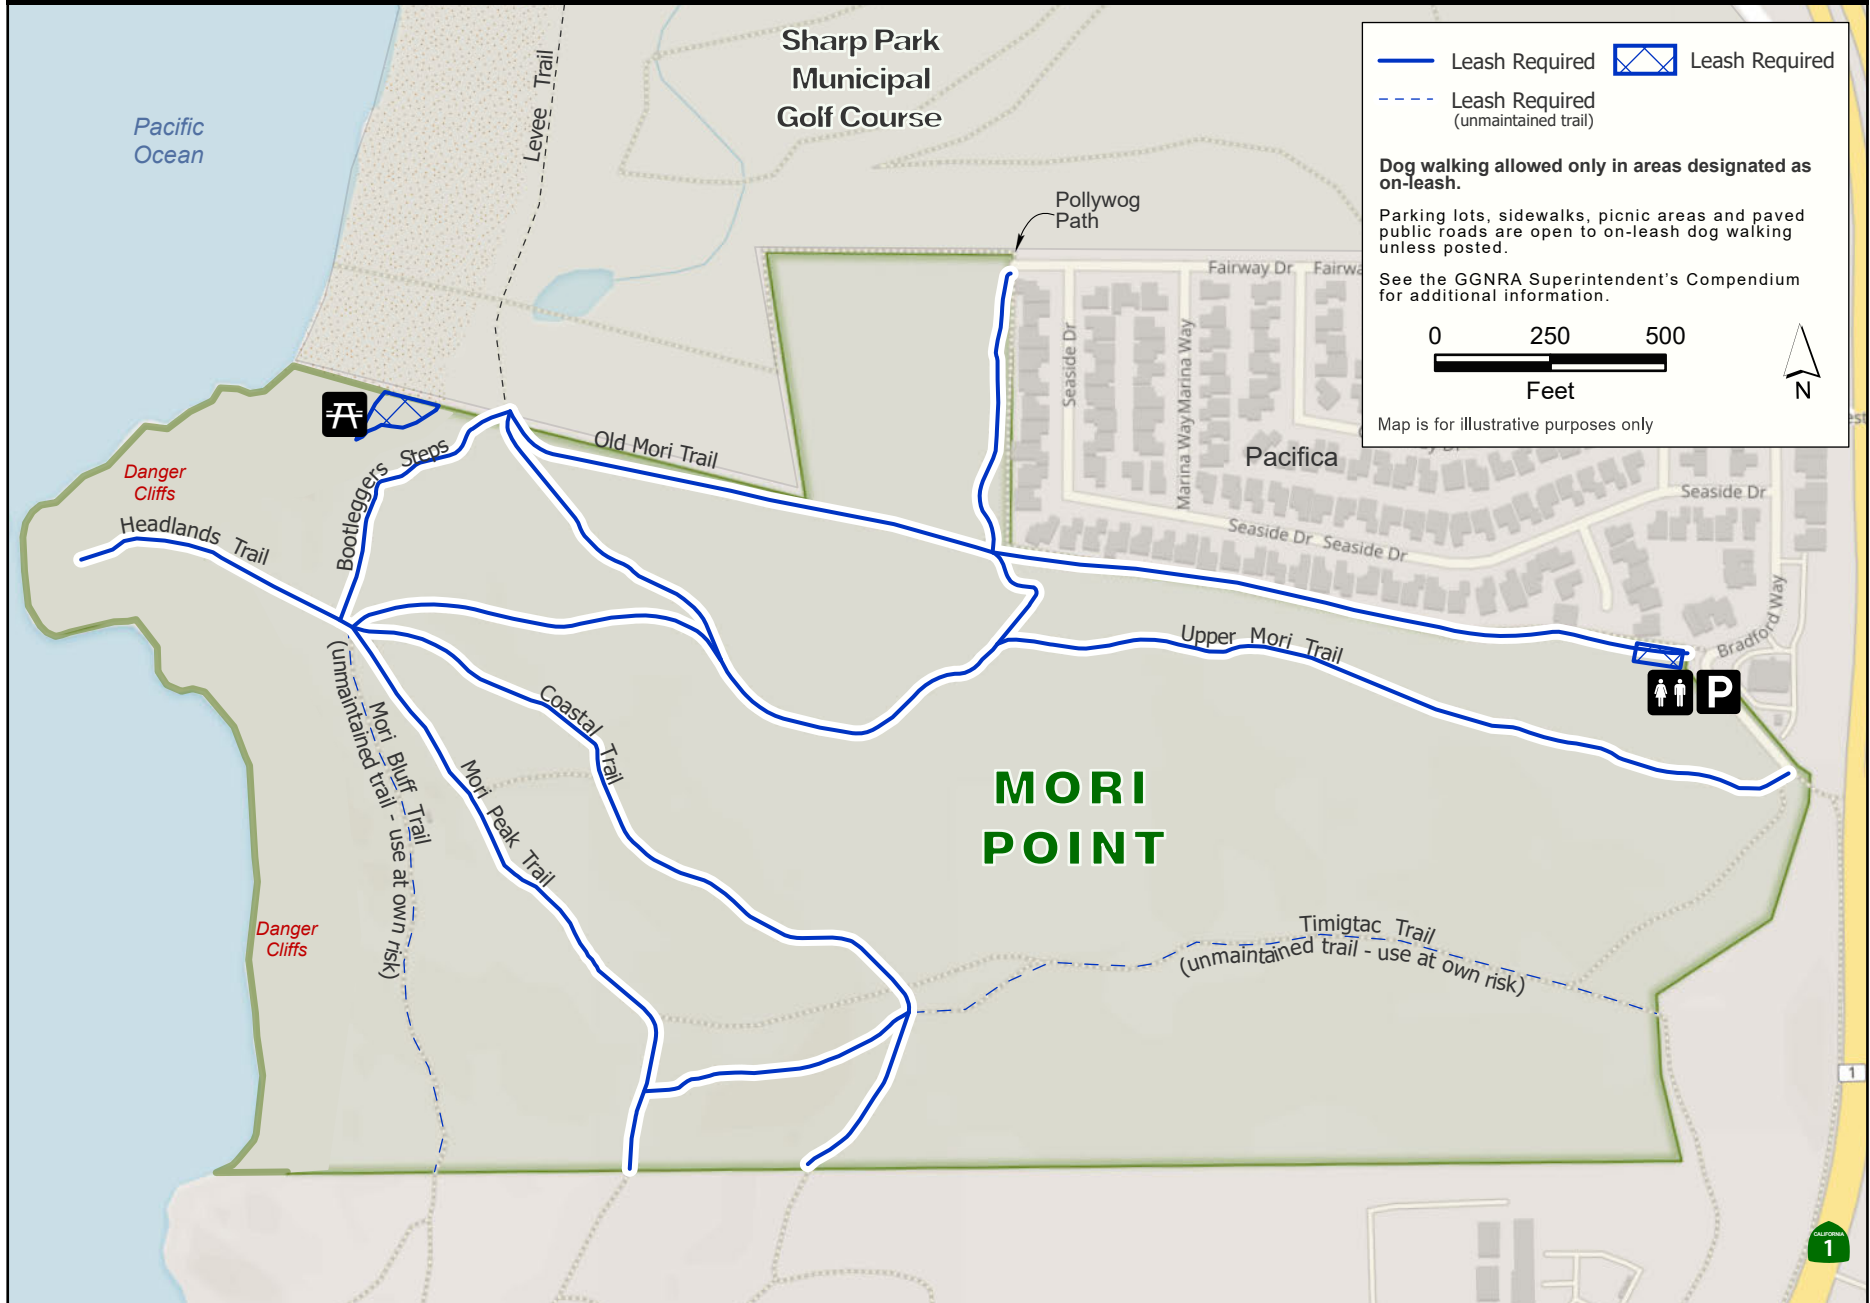 Sharp Park
Municipal
Golf Course
Pacific
Ocean
Levee Trail
Leash Required
Leash Required
Leash Required
(unmaintained trail)
Dog walking allowed only in areas designated as
on-leash.
Parking lots, sidewalks, picnic areas and paved
public roads are open to on-leash dog walking
unless posted.
See the GGNRA Superintendent's Compendium
for additional information.
0 250 500
Feet
N
Map is for illustrative purposes only
Pollywog
Path
Fairway Dr
Seaside Dr
Marina Way
Marina Way
Pacifica
Seaside Dr
Seaside Dr
Seaside Dr
Bradford Way
Old Mori Trail
Bootleggers Steps
Danger
Cliffs
Headlands Trail
Upper Mori Trail
P
Coastal Trail
Mori Bluff Trail
(unmaintained trail - use at own risk)
Mori Peak Trail
MORI
POINT
Danger
Cliffs
Timigtac Trail
(unmaintained trail - use at own risk)
1
CALIFORNIA
1